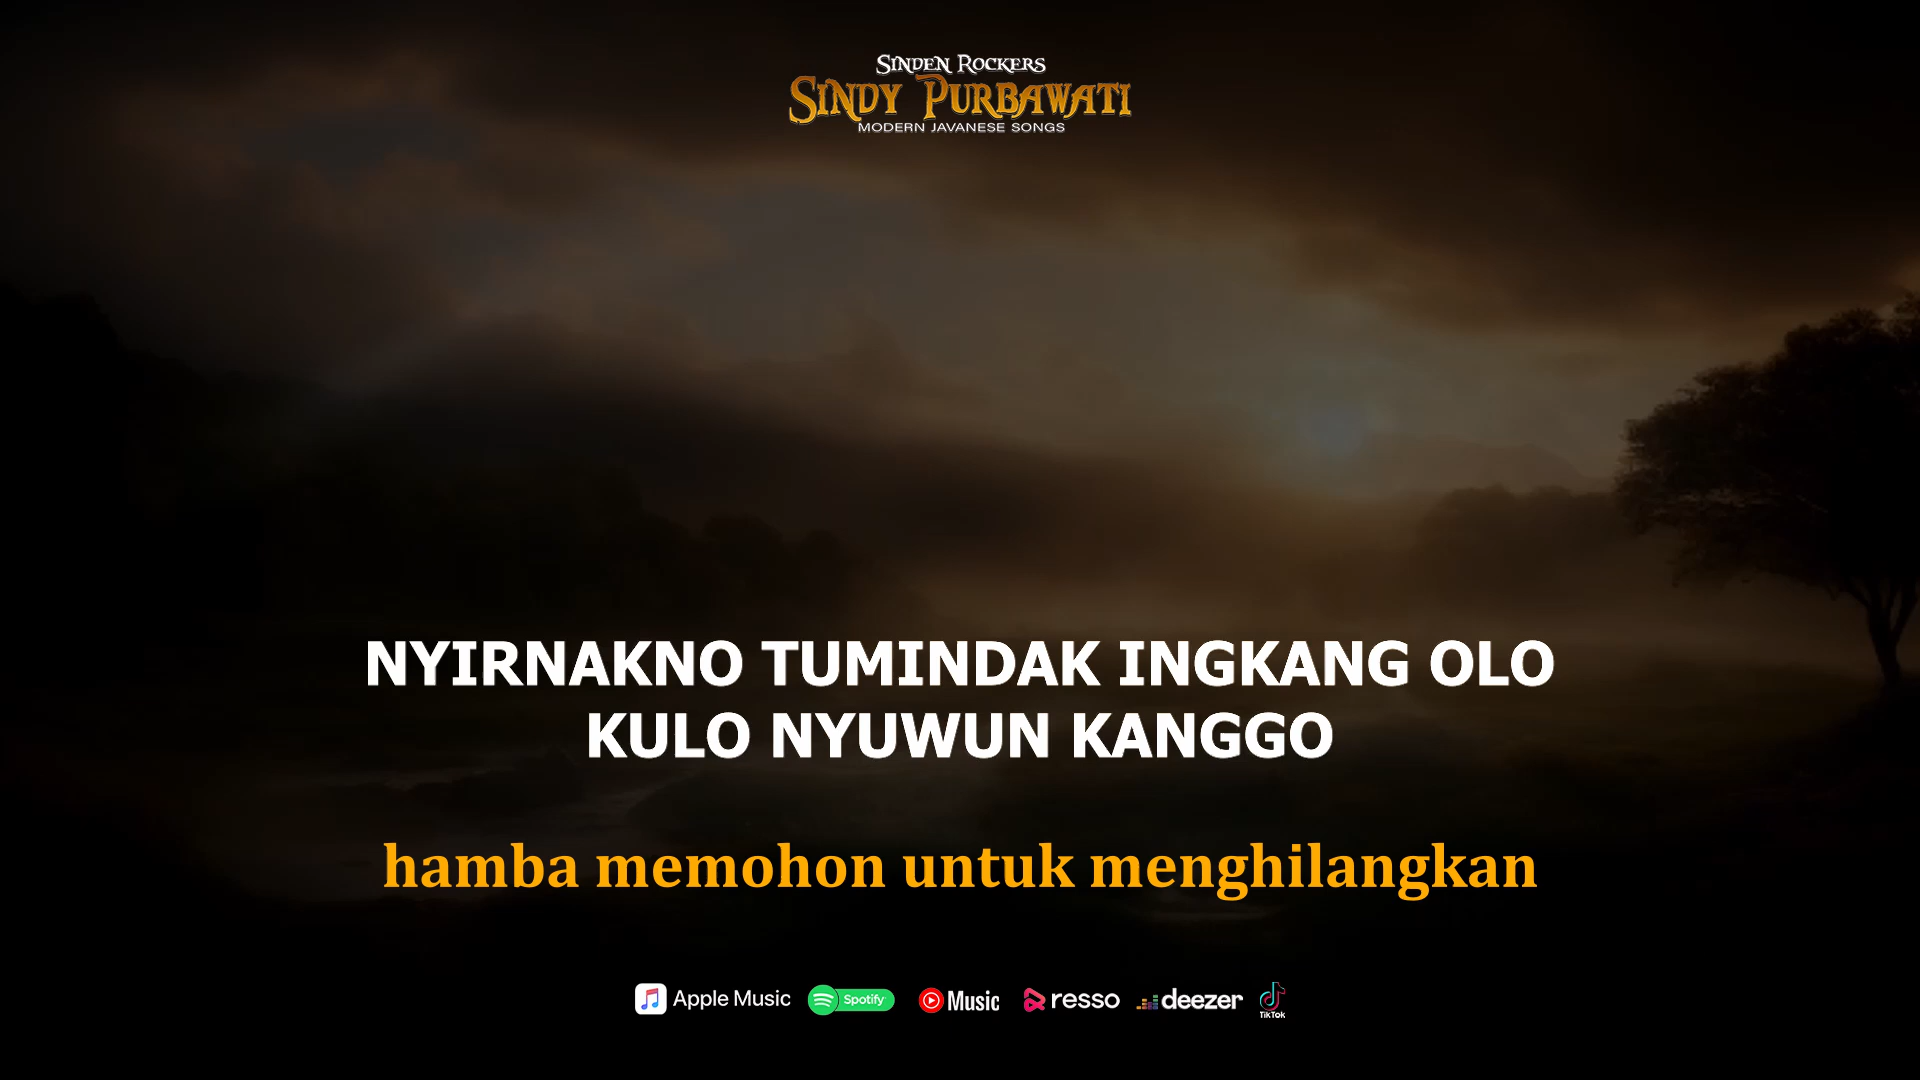 SINDEN ROCKERS
SINDY PURBAWATI
MODERN JAVANESE SONGS
NYIRNAKNO TUMINDAK INGKANG OLO
KULO NYUWUN KANGGO
hamba memohon untuk menghilangkan
Apple Music Spotify Music resso deezer TikTok